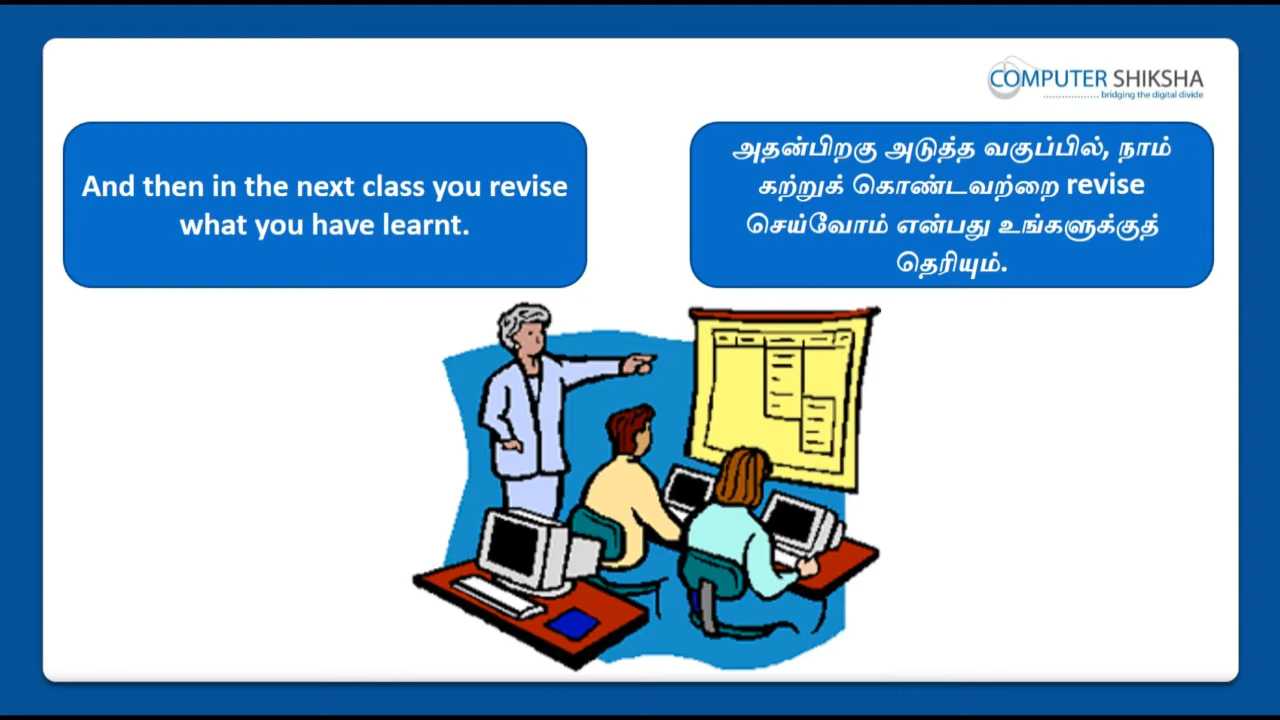 COMPUTER SHIKSHA
bridging the digital divide
And then in the next class you revise
what you have learnt.
அதன்பிறகு அடுத்த வகுப்பில், நாம்
கற்றுக் கொண்டவற்றை revise
செய்வோம் என்பது உங்களுக்குத்
தெரியும்.